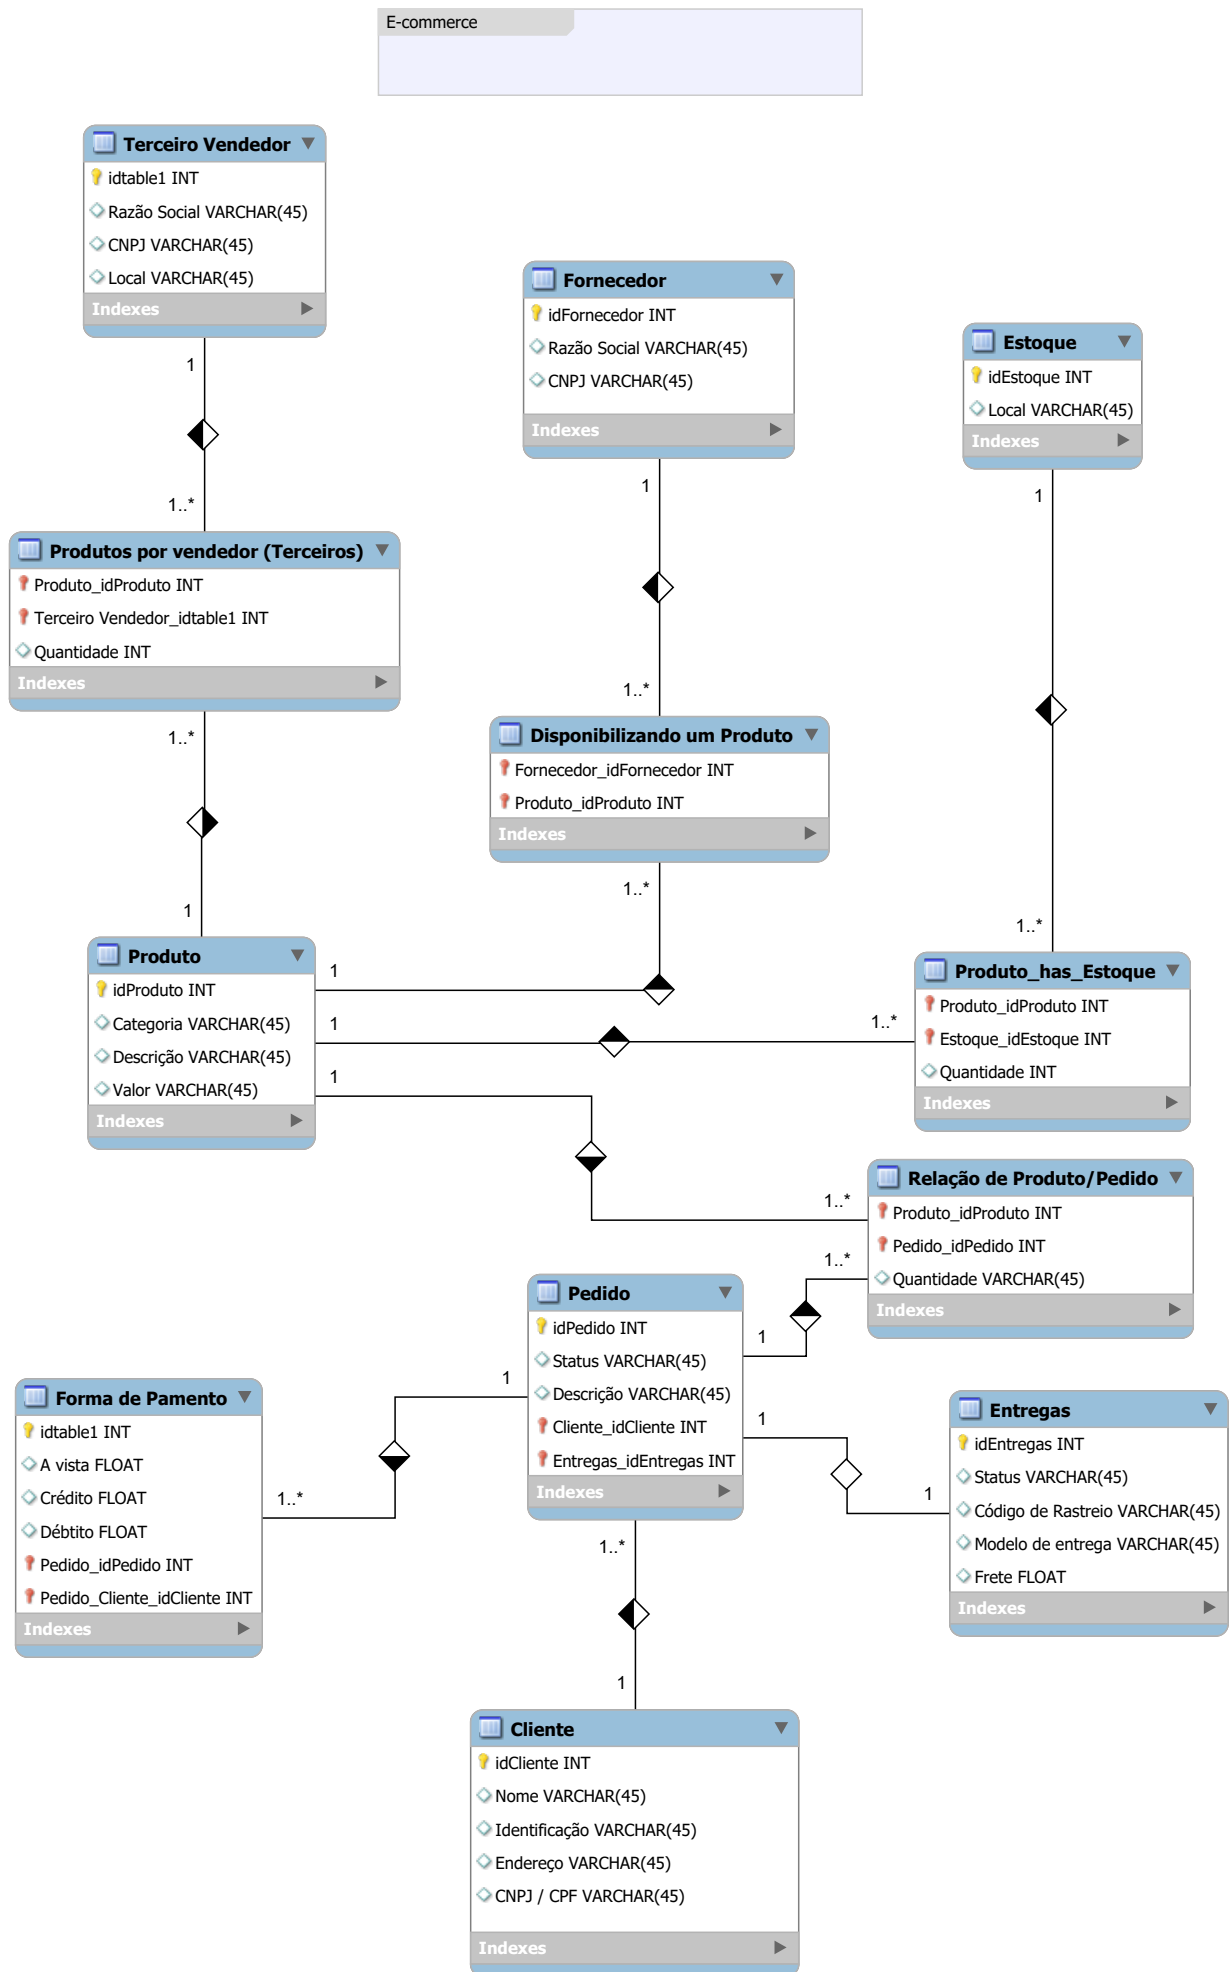 E-commerce
Terceiro Vendedor
idtable1 INT
Razão Social VARCHAR(45)
CNPJ VARCHAR(45)
Local VARCHAR(45)
Indexes
1
1..*
Fornecedor
idFornecedor INT
Razão Social VARCHAR(45)
CNPJ VARCHAR(45)
Indexes
1
1..*
Estoque
idEstoque INT
Local VARCHAR(45)
Indexes
1
1..*
Produtos por vendedor (Terceiros)
Produto_idProduto INT
Terceiro Vendedor_idtable1 INT
Quantidade INT
Indexes
1..*
1
Disponibilizando um Produto
Fornecedor_idFornecedor INT
Produto_idProduto INT
Indexes
1..*
Produto
idProduto INT
Categoria VARCHAR(45)
Descrição VARCHAR(45)
Valor VARCHAR(45)
Indexes
1
1
1..*
1
1..*
Produto_has_Estoque
Produto_idProduto INT
Estoque_idEstoque INT
Quantidade INT
Indexes
Relação de Produto/Pedido
Produto_idProduto INT
Pedido_idPedido INT
Quantidade VARCHAR(45)
Indexes
1..*
1
Pedido
idPedido INT
Status VARCHAR(45)
Descrição VARCHAR(45)
Cliente_idCliente INT
Entregas_idEntregas INT
Indexes
1
1..*
1
1
Forma de Pamento
idtable1 INT
A vista FLOAT
Crédito FLOAT
Débtito FLOAT
Pedido_idPedido INT
Pedido_Cliente_idCliente INT
Indexes
Entregas
idEntregas INT
Status VARCHAR(45)
Código de Rastreio VARCHAR(45)
Modelo de entrega VARCHAR(45)
Frete FLOAT
Indexes
1..*
1
Cliente
idCliente INT
Nome VARCHAR(45)
Identificação VARCHAR(45)
Endereço VARCHAR(45)
CNPJ / CPF VARCHAR(45)
Indexes